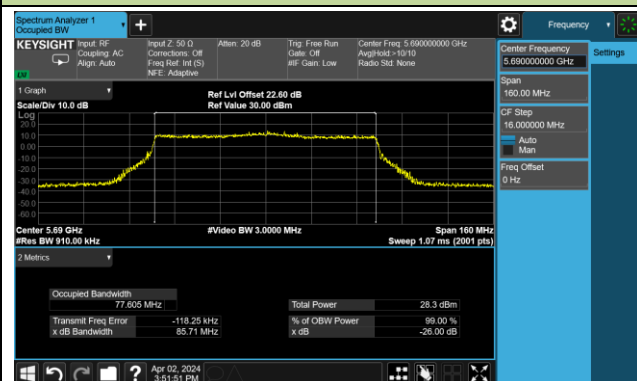 Spectrum Analyzer 1
Occupied BW
Frequency
KEYSIGHT
Input: RF
Coupling: AC
Align: Auto
Input Z: 50 Ω
Corrections: Off
Freq Ref: Int (S)
NFE: Adaptive
Atten: 20 dB
Trig: Free Run
Gate: Off
#IF Gain: Low
Center Freq: 5.690000000 GHz
Avg|Hold:>10/10
Radio Std: None
Center Frequency
5.690000000 GHz
Settings
Span
160.00 MHz
CF Step
16.000000 MHz
Auto
Man
Freq Offset
0 Hz
1 Graph
Scale/Div 10.0 dB
Ref Lvl Offset 22.60 dB
Ref Value 30.00 dBm
Log
20.0
10.0
0.00
-10.0
-20.0
-30.0
-40.0
-50.0
-60.0
Center 5.69 GHz
#Video BW 3.0000 MHz
Span 160 MHz
#Res BW 910.00 kHz
Sweep 1.07 ms (2001 pts)
2 Metrics
Occupied Bandwidth
77.605 MHz
Total Power
28.3 dBm
Transmit Freq Error
-118.25 kHz
% of OBW Power
99.00 %
x dB Bandwidth
85.71 MHz
x dB
-26.00 dB
Apr 02, 2024
3:51:51 PM